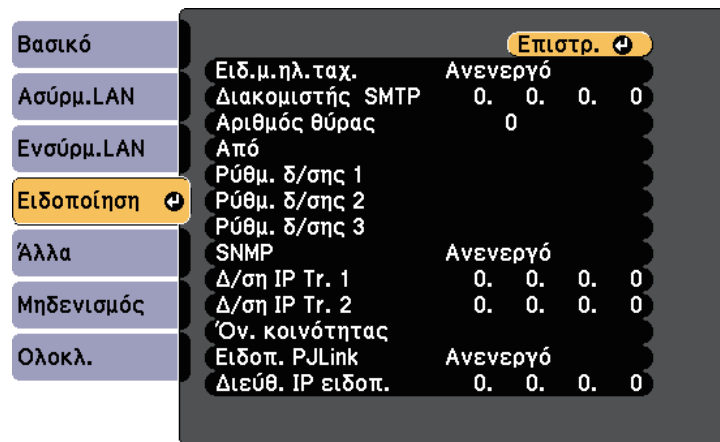 Βασικό
Ασύρμ.LAN
Ενσύρμ.LAN
Ειδοποίηση
Άλλα
Μηδενισμός
Ολοκλ.
Επιστρ.
Ειδ.μ.ηλ.ταχ. Ανενεργό
Διακομιστής SMTP 0. 0. 0. 0
Αριθμός θύρας 0
Από
Ρύθμ. δ/σης 1
Ρύθμ. δ/σης 2
Ρύθμ. δ/σης 3
SNMP Ανενεργό
Δ/ση IP Tr. 1 0. 0. 0. 0
Δ/ση IP Tr. 2 0. 0. 0. 0
Όν. κοινότητας
Ειδοπ. PJLink Ανενεργό
Διεύθ. IP ειδοπ. 0. 0. 0. 0